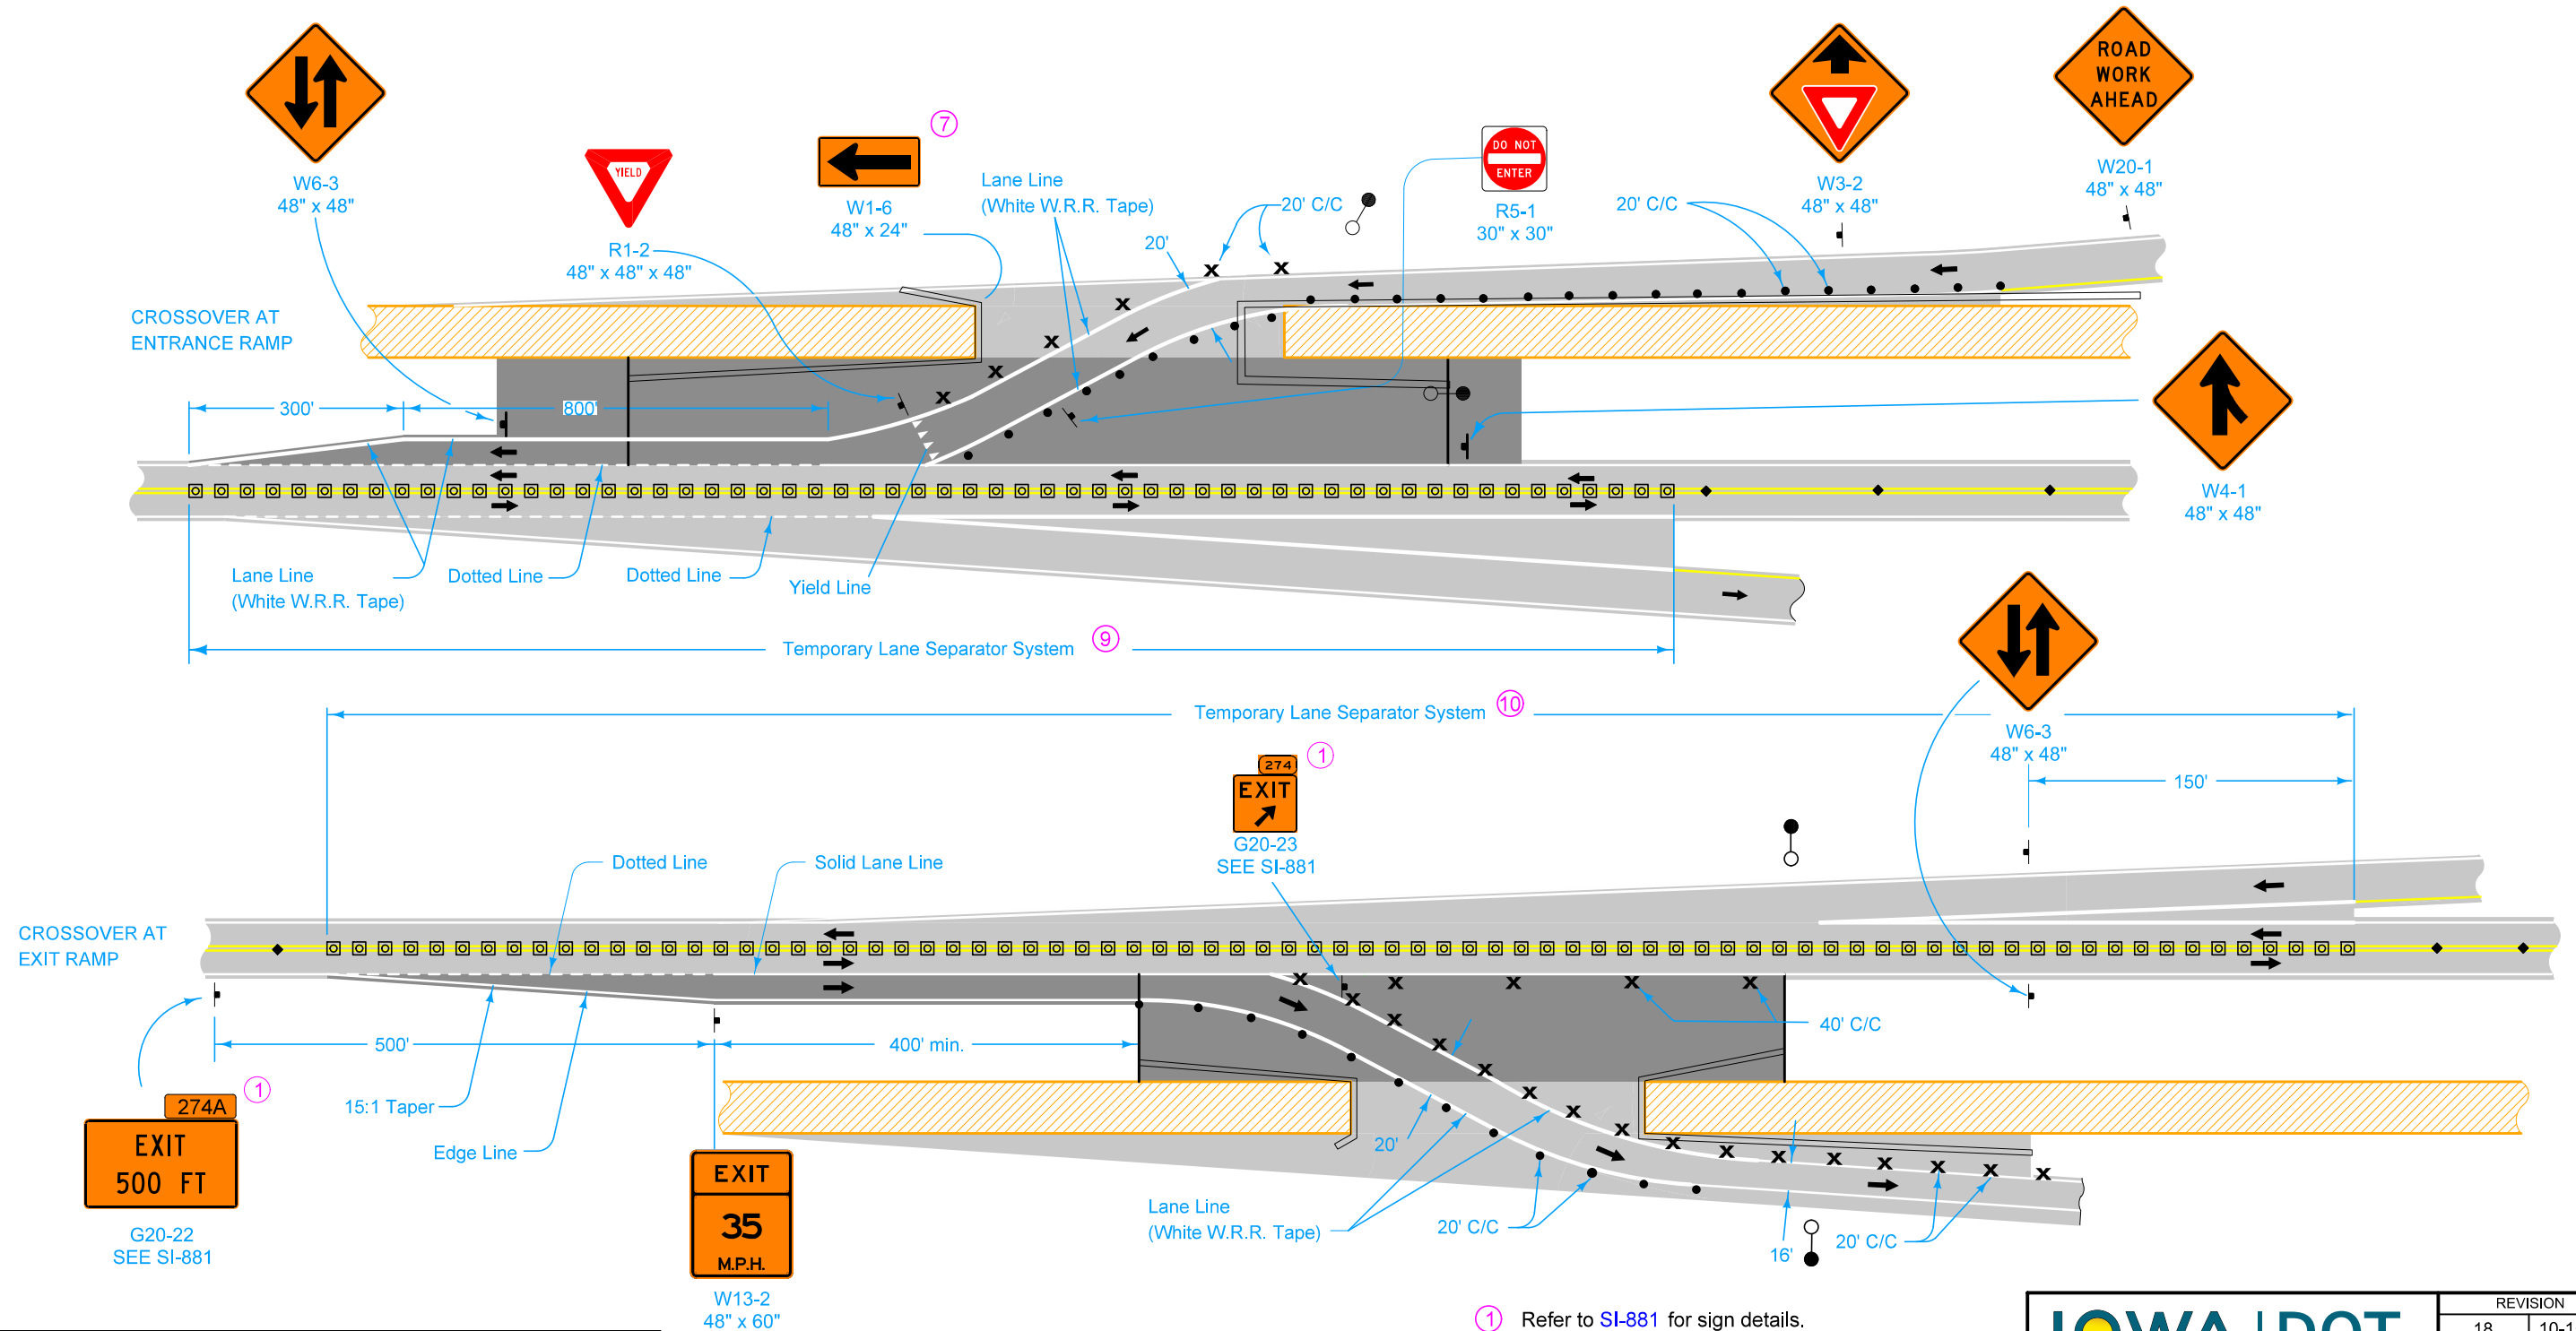 ROAD
WORK
AHEAD
W6-3
48" x 48"
YIELD
R1-2
48" x 48" x 48"
7
W1-6
48" x 24"
Lane Line
(White W.R.R. Tape)
20'
20' C/C
DO NOT
ENTER
R5-1
30" x 30"
20' C/C
W3-2
48" x 48"
W20-1
48" x 48"
CROSSOVER AT
ENTRANCE RAMP
300'
800'
W4-1
48" x 48"
Lane Line
(White W.R.R. Tape)
Dotted Line
Dotted Line
Yield Line
Temporary Lane Separator System 9
Temporary Lane Separator System 10
W6-3
48" x 48"
150'
274
1
EXIT
G20-23
SEE SI-881
Dotted Line
Solid Lane Line
CROSSOVER AT
EXIT RAMP
40' C/C
500'
400' min.
15:1 Taper
Edge Line
274A
1
EXIT
500 FT
G20-22
SEE SI-881
EXIT
35
M.P.H.
W13-2
48" x 60"
20'
Lane Line
(White W.R.R. Tape)
20' C/C
16'
20' C/C
1 Refer to SI-881 for sign details.
IOWA DOT
REVISION
18
10-1